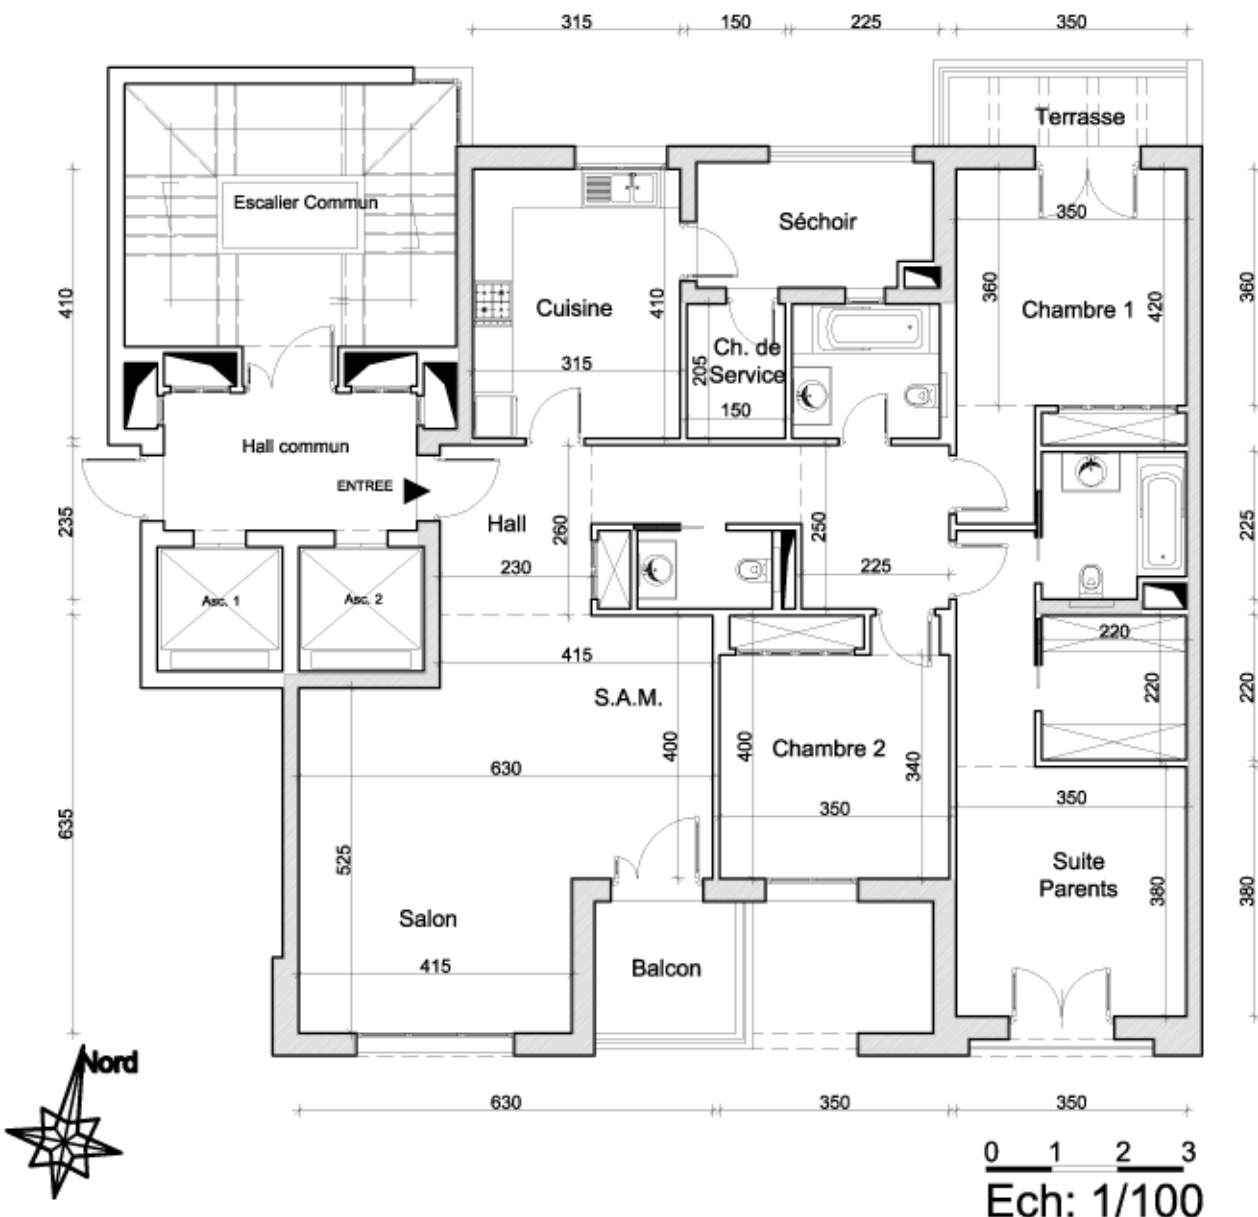 315 150 225 350
Terrasse
Escalier Commun
Séchoir
350
410
360
Cuisine
410
Chambre 1
420
360
Ch. de
Service
315
205
150
Hall commun
ENTREE
Hall
235
260
250
225
230
225
Asc. 1
Asc. 2
220
415
S.A.M.
220
220
400
400
Chambre 2
340
630
350
350
635
525
Suite
Parents
380
380
Salon
415
Balcon
Nord
630 350 350
0 1 2 3
Ech: 1/100